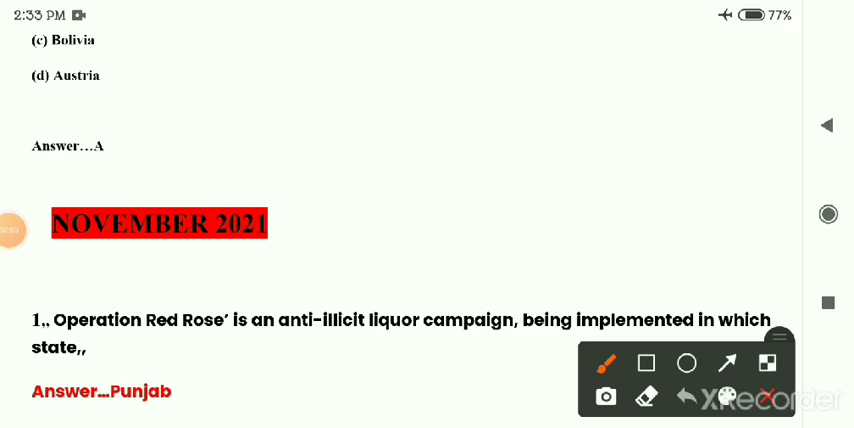 2:33 PM
77%
(c) Bolivia
(d) Austria
Answer...A
NOVEMBER 2021
1,, Operation Red Rose’ is an anti-illicit liquor campaign, being implemented in which
state,,
Answer...Punjab
XRecorder